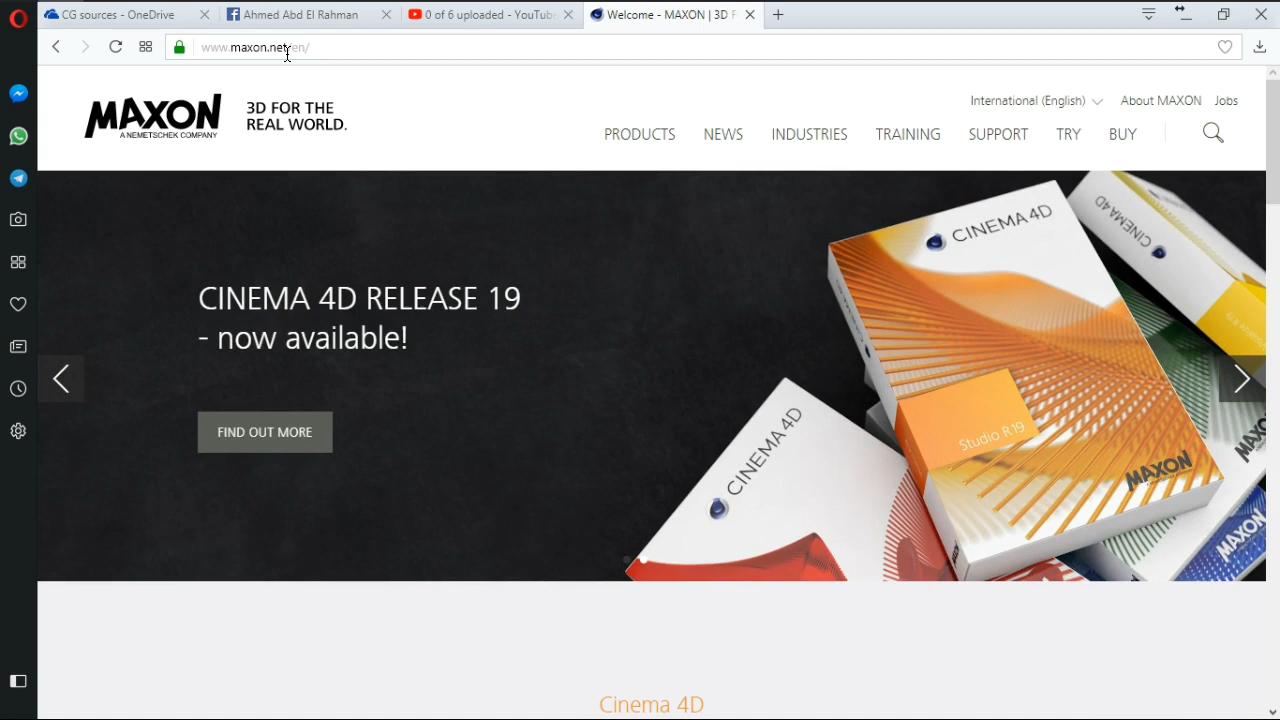 CG sources - OneDrive
Ahmed Abd El Rahman
0 of 6 uploaded - YouTube
Welcome - MAXON | 3D F
www.maxon.net/en/
MAXON
A NEMETSCHEK COMPANY
3D FOR THE
REAL WORLD.
International (English)
About MAXON
Jobs
PRODUCTS
NEWS
INDUSTRIES
TRAINING
SUPPORT
TRY
BUY
CINEMA 4D RELEASE 19
- now available!
FIND OUT MORE
CINEMA 4D
CINEMA 4D
CINEMA 4D
Studio R19
MAXON
MAXON
MAXON
Cinema 4D